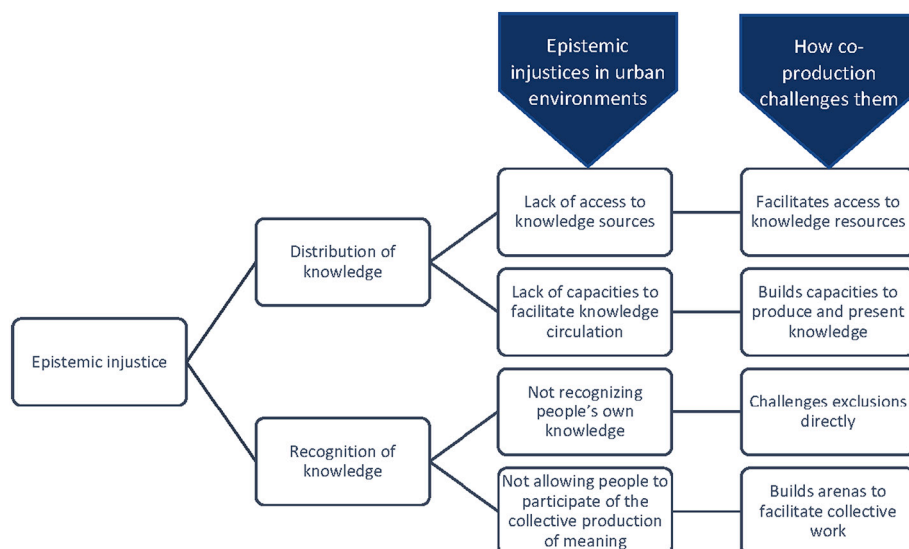 Epistemic
injustices in urban
environments
How co-
production
challenges them
Epistemic injustice
Distribution of
knowledge
Lack of access to
knowledge sources
Facilitates access to
knowledge resources
Lack of capacities to
facilitate knowledge
circulation
Builds capacities to
produce and present
knowledge
Recognition of
knowledge
Not recognizing
people's own
knowledge
Challenges exclusions
directly
Not allowing people to
participate of the
collective production
of meaning
Builds arenas to
facilitate collective
work